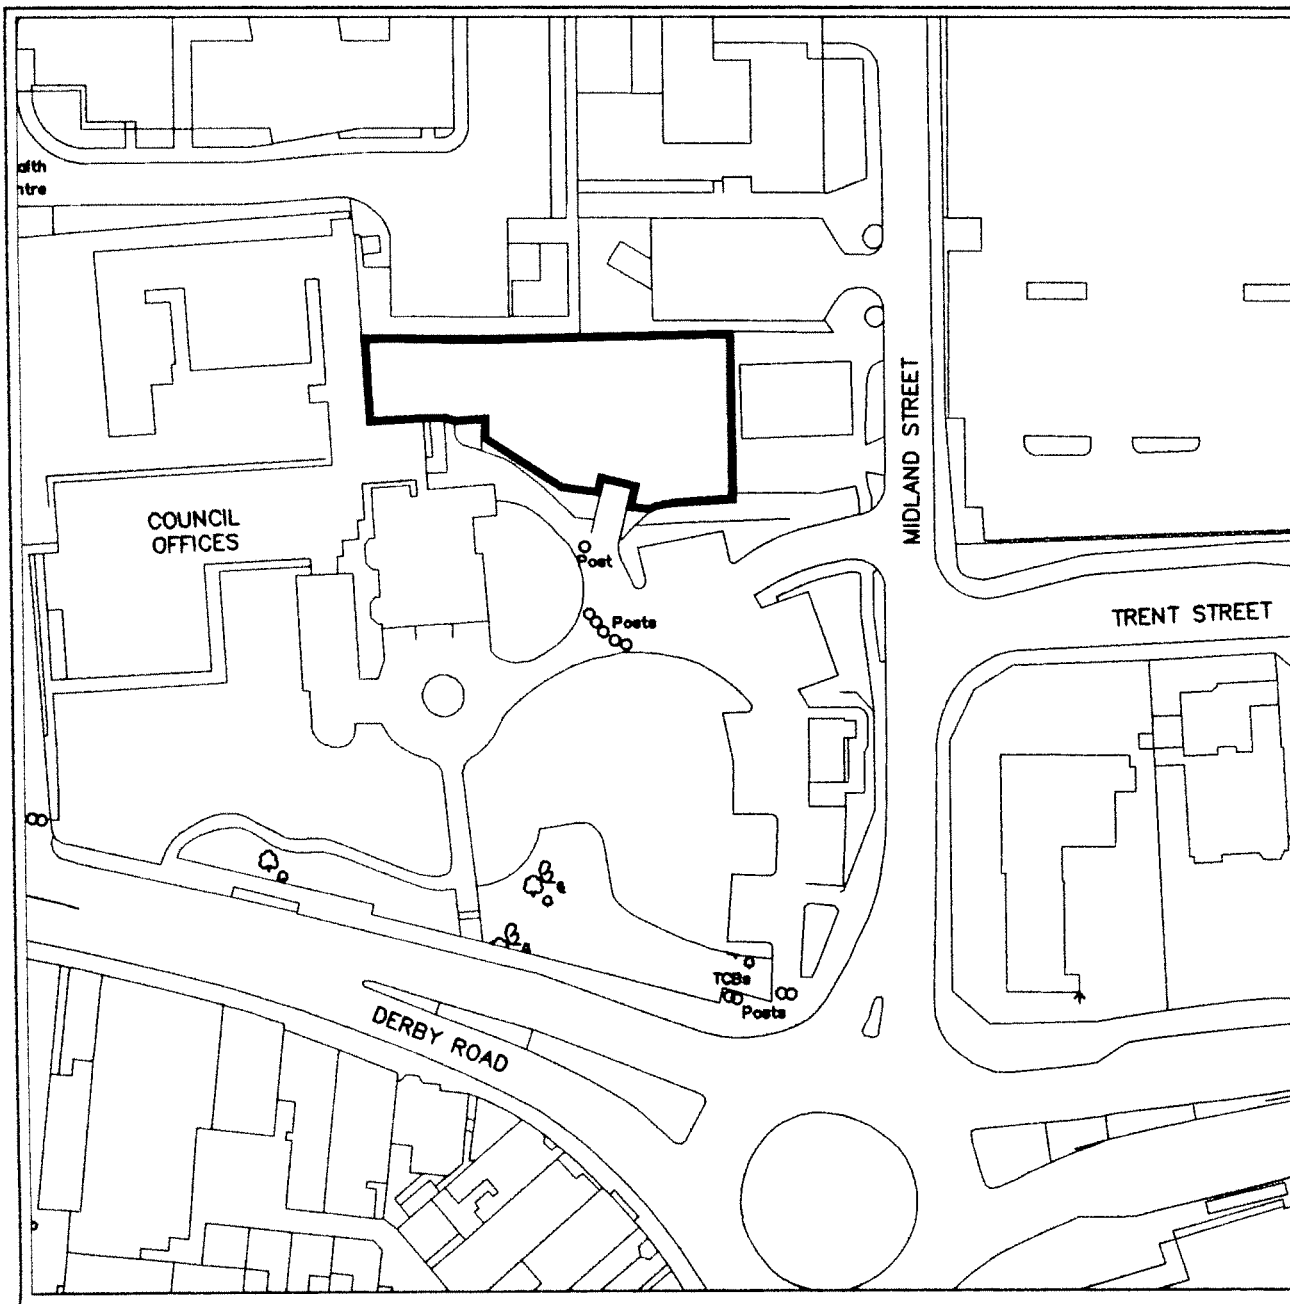 alth
ntre
MIDLAND STREET
COUNCIL
OFFICES
Post
TRENT STREET
Posts
TCBs
Posts
DERBY ROAD